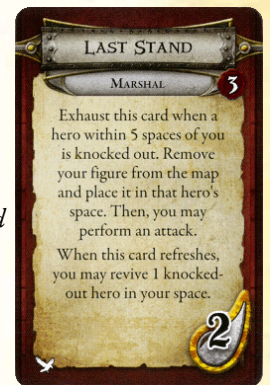 LAST STAND
MARSHAL
3
Exhaust this card when a
hero within 5 spaces of you
is knocked out. Remove
your figure from the map
and place it in that hero's
space. Then, you may
perform an attack.
When this card refreshes,
you may revive 1 knocked-
out hero in your space.
2